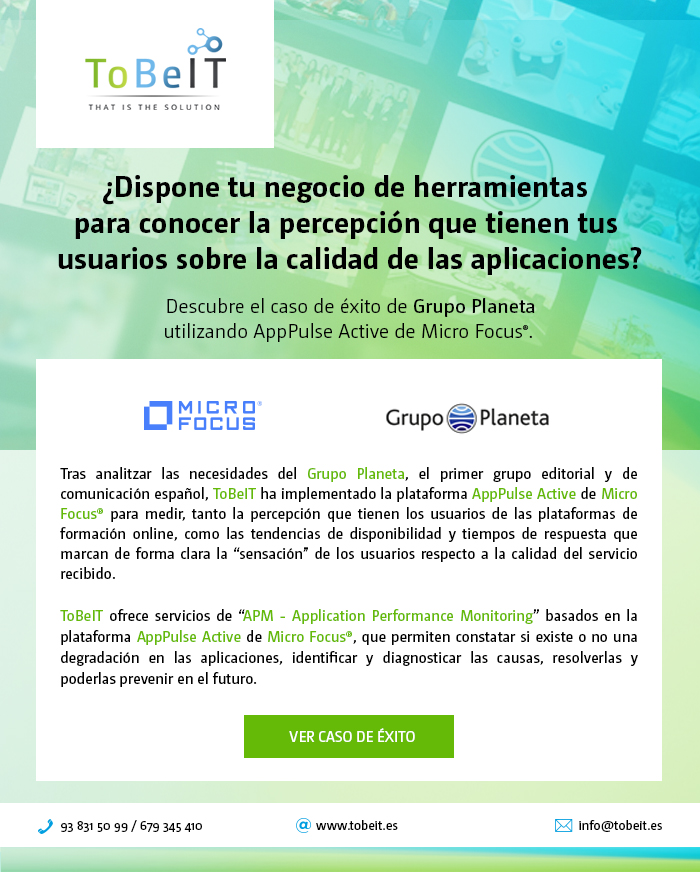 ToBeIT
THAT IS THE SOLUTION
¿Dispone tu negocio de herramientas
para conocer la percepción que tienen tus
usuarios sobre la calidad de las aplicaciones?
Descubre el caso de éxito de Grupo Planeta
utilizando AppPulse Active de Micro Focus®.
MICRO®
FOCUS
Grupo Planeta
Tras analitzar las necesidades del Grupo Planeta, el primer grupo editorial y de
comunicación español, ToBeIT ha implementado la plataforma AppPulse Active de Micro
Focus® para medir, tanto la percepción que tienen los usuarios de las plataformas de
formación online, como las tendencias de disponibilidad y tiempos de respuesta que
marcan de forma clara la “sensación” de los usuarios respecto a la calidad del servicio
recibido.
ToBeIT ofrece servicios de “APM - Application Performance Monitoring” basados en la
plataforma AppPulse Active de Micro Focus®, que permiten constatar si existe o no una
degradación en las aplicaciones, identificar y diagnosticar las causas, resolverlas y
poderlas prevenir en el futuro.
VER CASO DE ÉXITO
93 831 50 99 / 679 345 410
@ www.tobeit.es
info@tobeit.es